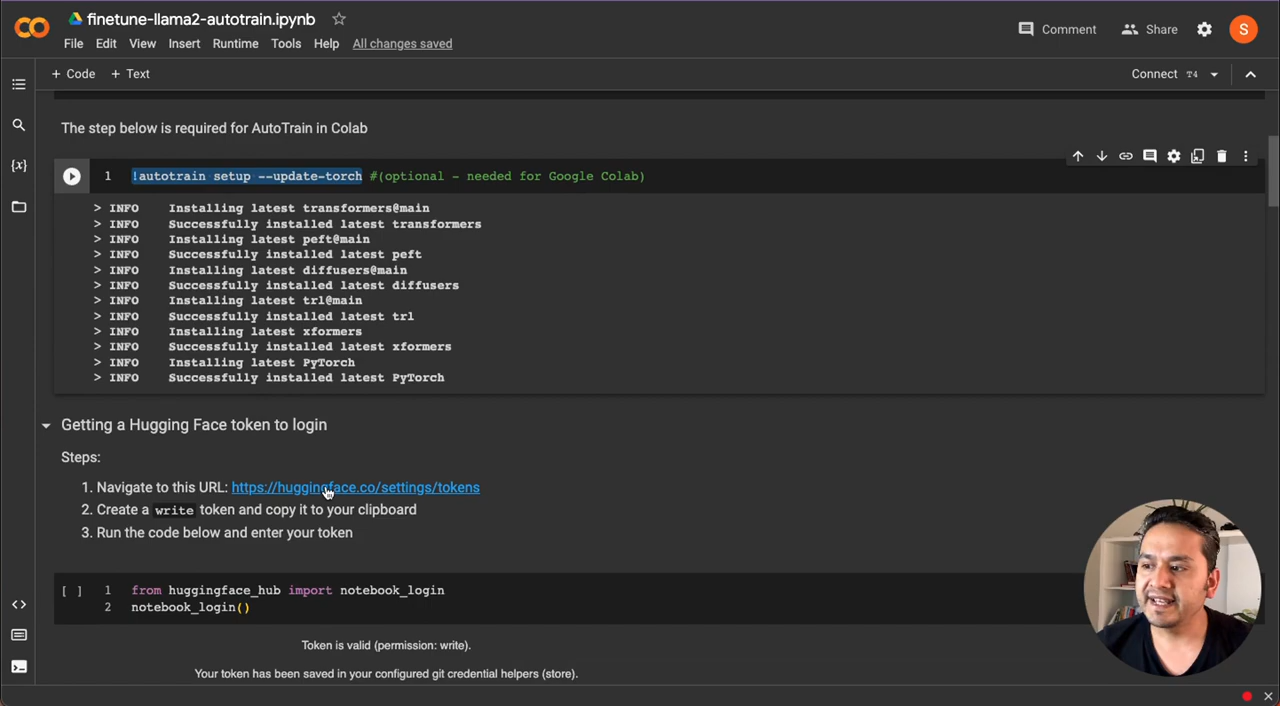 finetune-llama2-autotrain.ipynb
File Edit View Insert Runtime Tools Help All changes saved
Comment Share S
+ Code + Text
Connect T4
The step below is required for AutoTrain in Colab
1 !autotrain setup --update-torch #(optional - needed for Google Colab)
> INFO Installing latest transformers@main
> INFO Successfully installed latest transformers
> INFO Installing latest peft@main
> INFO Successfully installed latest peft
> INFO Installing latest diffusers@main
> INFO Successfully installed latest diffusers
> INFO Installing latest trl@main
> INFO Successfully installed latest trl
> INFO Installing latest xformers
> INFO Successfully installed latest xformers
> INFO Installing latest PyTorch
> INFO Successfully installed latest PyTorch
Getting a Hugging Face token to login
Steps:
1. Navigate to this URL: https://huggingface.co/settings/tokens
2. Create a write token and copy it to your clipboard
3. Run the code below and enter your token
[ ] 1 from huggingface_hub import notebook_login
2 notebook_login()
Token is valid (permission: write).
Your token has been saved in your configured git credential helpers (store).